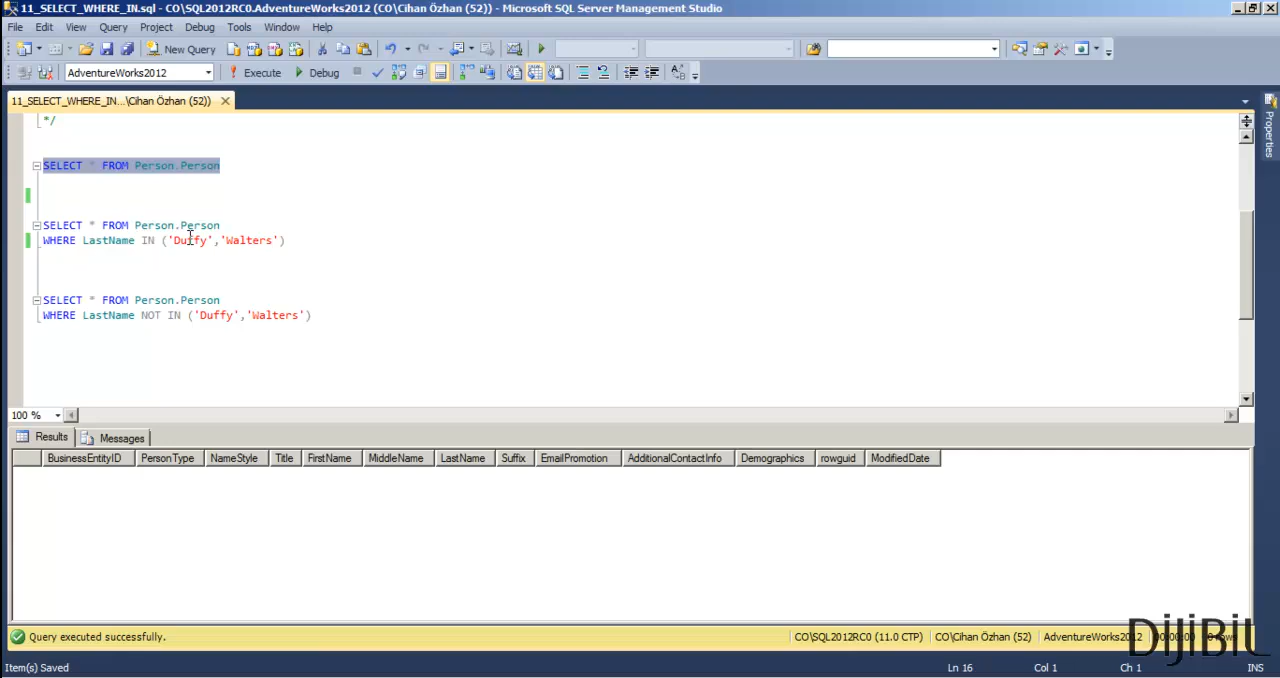 11_SELECT_WHERE_IN.sql - CO\SQL2012RC0.AdventureWorks2012 (CO\Cihan Özhan (52)) - Microsoft SQL Server Management Studio
File Edit View Query Project Debug Tools Window Help
New Query
AdventureWorks2012 Execute Debug
11_SELECT_WHERE_IN...\Cihan Özhan (52))
Properties
*/
SELECT * FROM Person.Person
SELECT * FROM Person.Person
WHERE LastName IN ('Duffy','Walters')
SELECT * FROM Person.Person
WHERE LastName NOT IN ('Duffy','Walters')
100 %
Results Messages
BusinessEntityID PersonType NameStyle Title FirstName MiddleName LastName Suffix EmailPromotion AdditionalContactInfo Demographics rowguid ModifiedDate
Query executed successfully. CO\SQL2012RC0 (11.0 CTP) CO\Cihan Özhan (52) AdventureWorks2012
DijiBiL
Item(s) Saved Ln 16 Col 1 Ch 1 INS